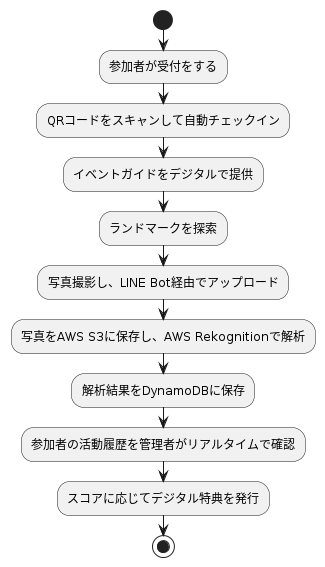 参加者が受付をする
QRコードをスキャンして自動チェックイン
イベントガイドをデジタルで提供
ランドマークを探索
写真撮影し、LINE Bot経由でアップロード
写真をAWS S3に保存し、AWS Rekognitionで解析
解析結果をDynamoDBに保存
参加者の活動履歴を管理者がリアルタイムで確認
スコアに応じてデジタル特典を発行